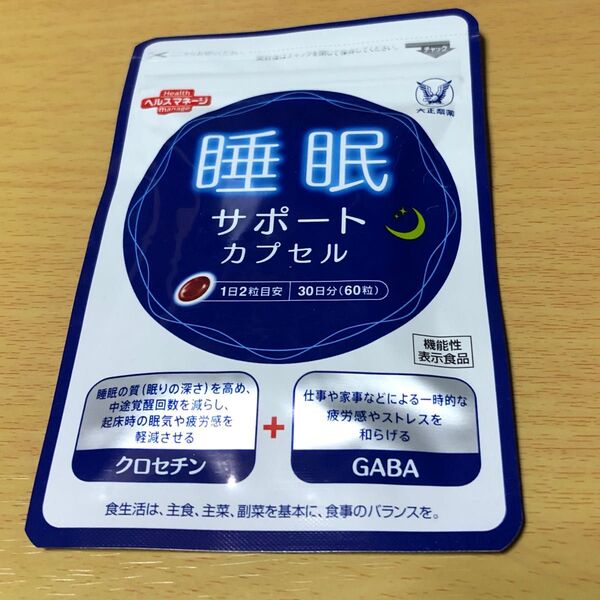 チャック
Health
ヘルスマネージ
manage
大正製薬
睡眠
サポート
カプセル
1日2粒目安 30日分(60粒)
機能性
表示食品
睡眠の質(眠りの深さ)を高め、
中途覚醒回数を減らし、
起床時の眠気や疲労感を
軽減させる
クロセチン
+
仕事や家事などによる一時的な
疲労感やストレスを
和らげる
GABA
食生活は、主食、主菜、副菜を基本に、食事のバランスを。